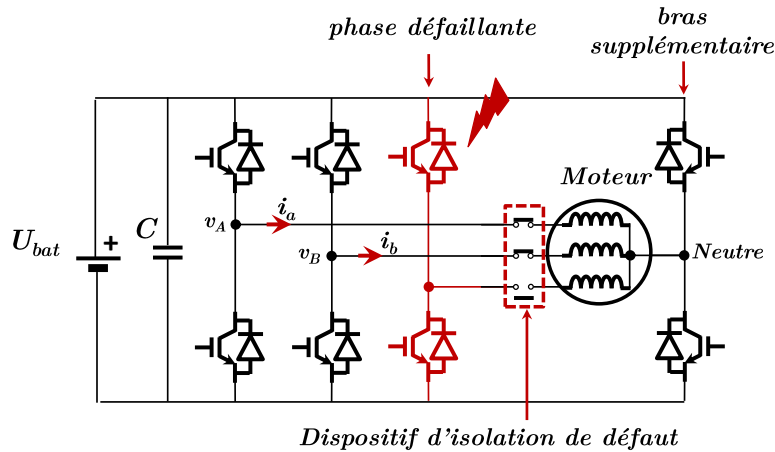 phase défaillante
bras
supplémentaire
Moteur
i_a
v_A
U_bat
+
C
i_b
v_B
Neutre
Dispositif d'isolation de défaut